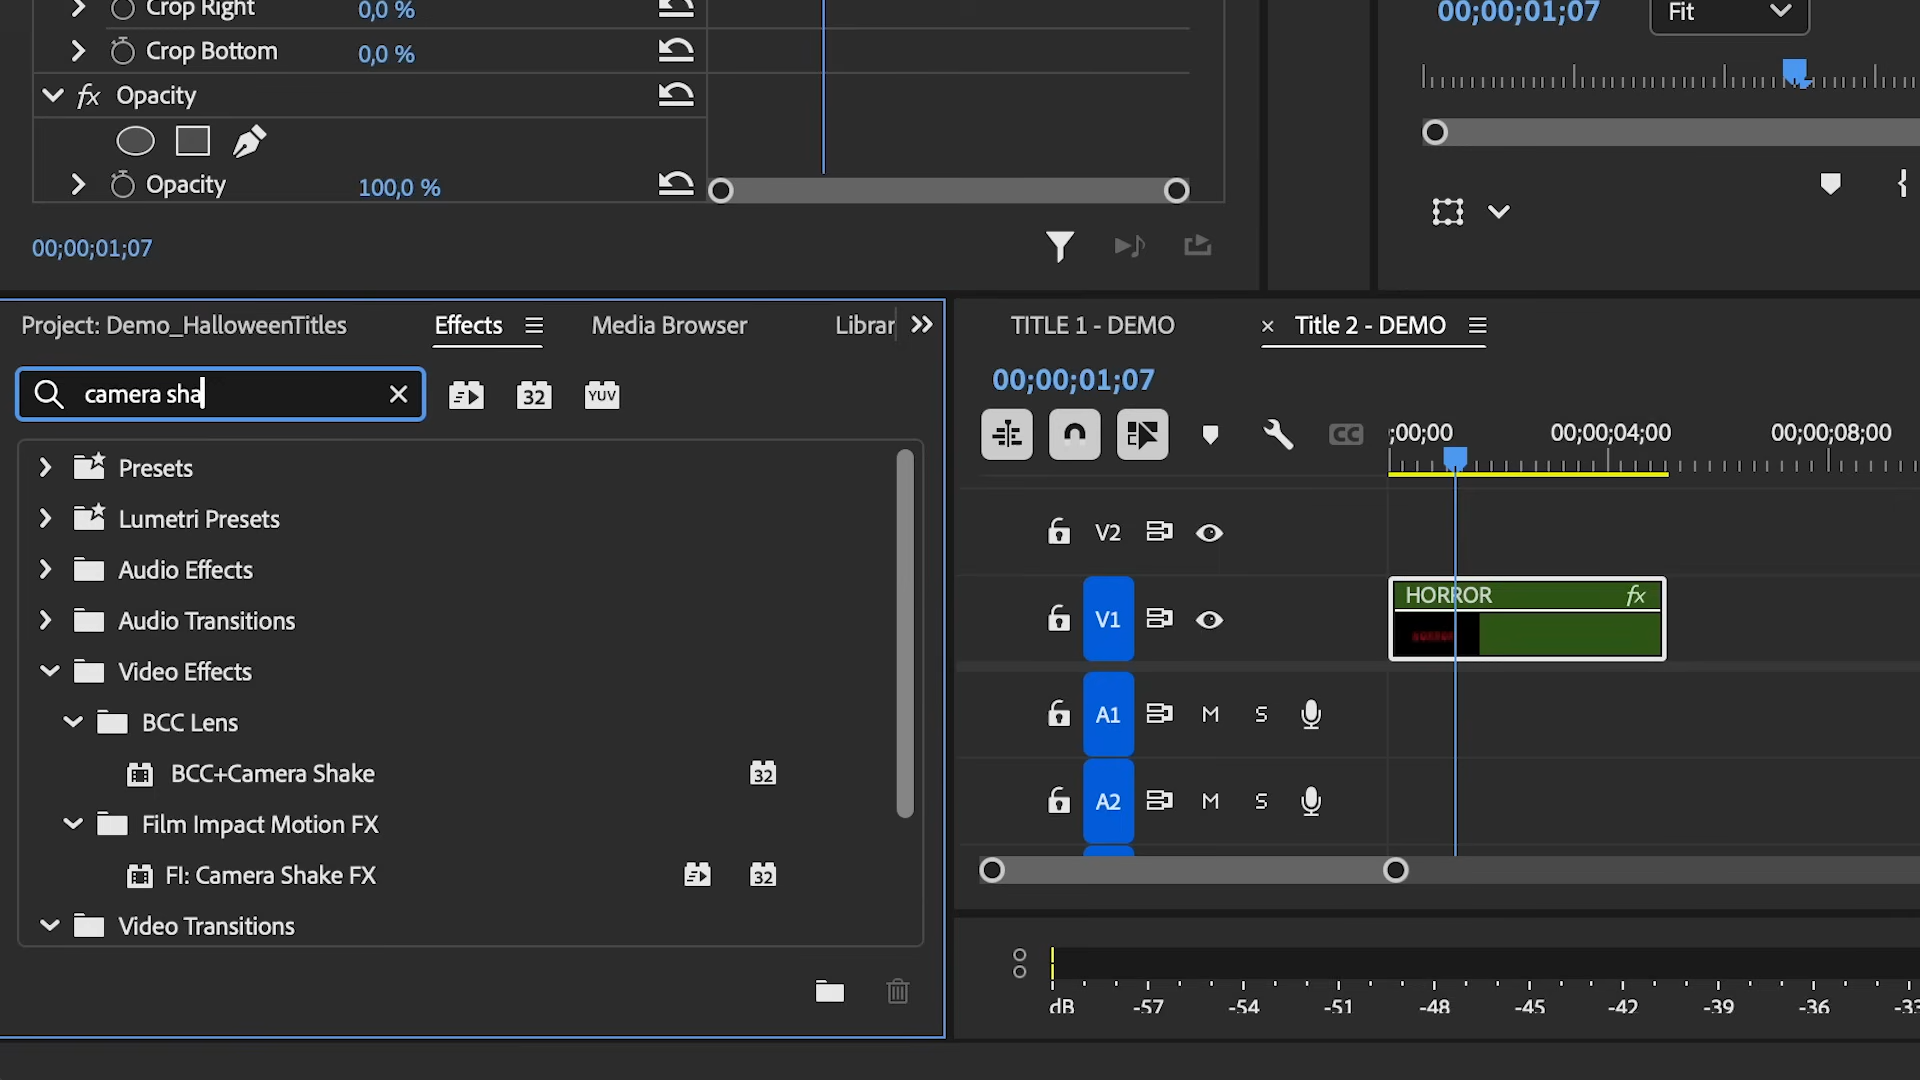 Crop Right 0,0 %
Crop Bottom 0,0 %
fx Opacity
Opacity 100,0 %
00;00;01;07
00;00;01;07 Fit
Project: Demo_HalloweenTitles Effects Media Browser Librar
camera sha 32 YUV
Presets
Lumetri Presets
Audio Effects
Audio Transitions
Video Effects
BCC Lens
BCC+Camera Shake 32
Film Impact Motion FX
FI: Camera Shake FX 32
Video Transitions
TITLE 1 - DEMO × Title 2 - DEMO
00;00;01;07
CC ;00;00 00;00;04;00 00;00;08;00
V2
V1 HORROR fx
HORROR
A1 M S
A2 M S
dB -57 -54 -51 -48 -45 -42 -39 -36 -33